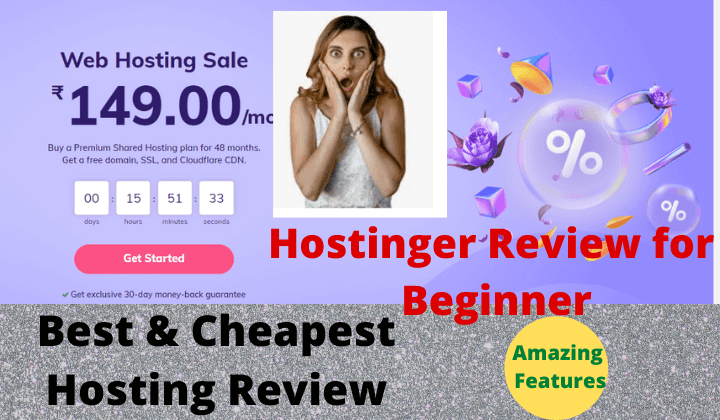 Web Hosting Sale
₹ 149.00/mo
Buy a Premium Shared Hosting plan for 48 months.
Get a free domain, SSL, and Cloudflare CDN.
00 : 15 : 51 : 33
days hours minutes seconds
Get Started
✓ Get exclusive 30-day money-back guarantee
%
%
Hostinger Review for
Beginner
Best & Cheapest
Hosting Review
Amazing
Features